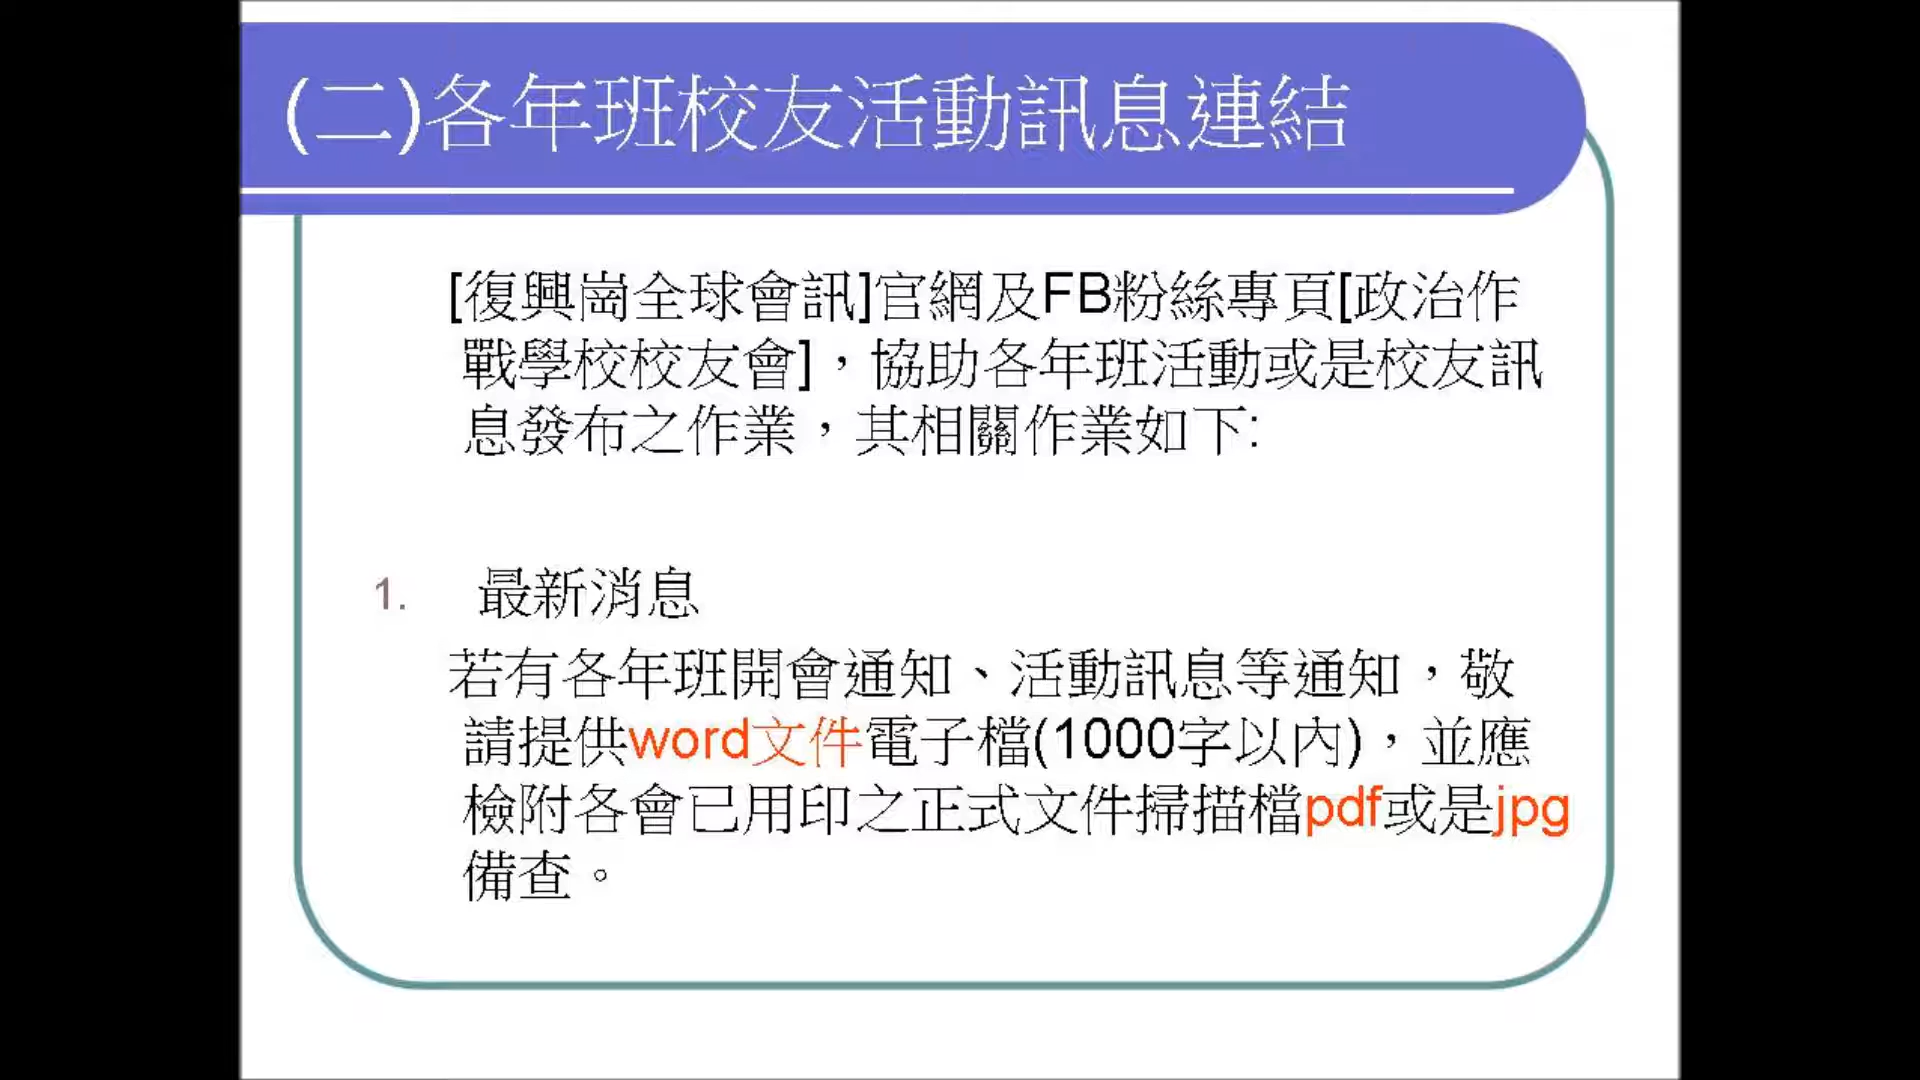 (二)各年班校友活動訊息連結
[復興崗全球會訊]官網及FB粉絲專頁[政治作
戰學校校友會]，協助各年班活動或是校友訊
息發布之作業，其相關作業如下:
1. 最新消息
若有各年班開會通知、活動訊息等通知，敬
請提供word文件電子檔(1000字以內)，並應
檢附各會已用印之正式文件掃描檔pdf或是jpg
備查。